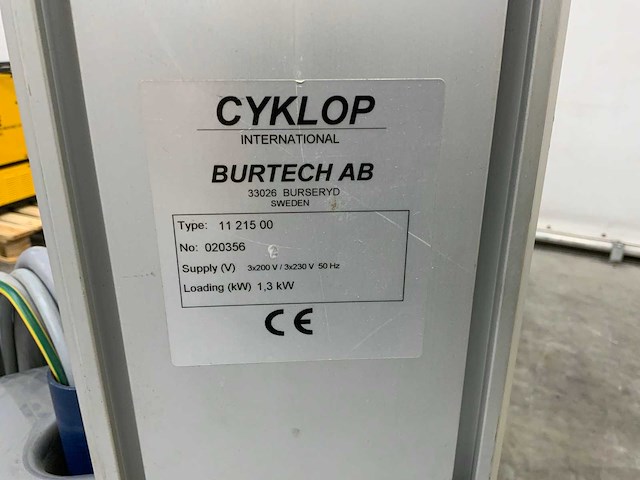 CYKLOP
INTERNATIONAL
BURTECH AB
33026 BURSERYD
SWEDEN
Type: 11 215 00
No: 020356
Supply (V) 3x200 V / 3x230 V 50 Hz
Loading (kW) 1,3 kW
CE